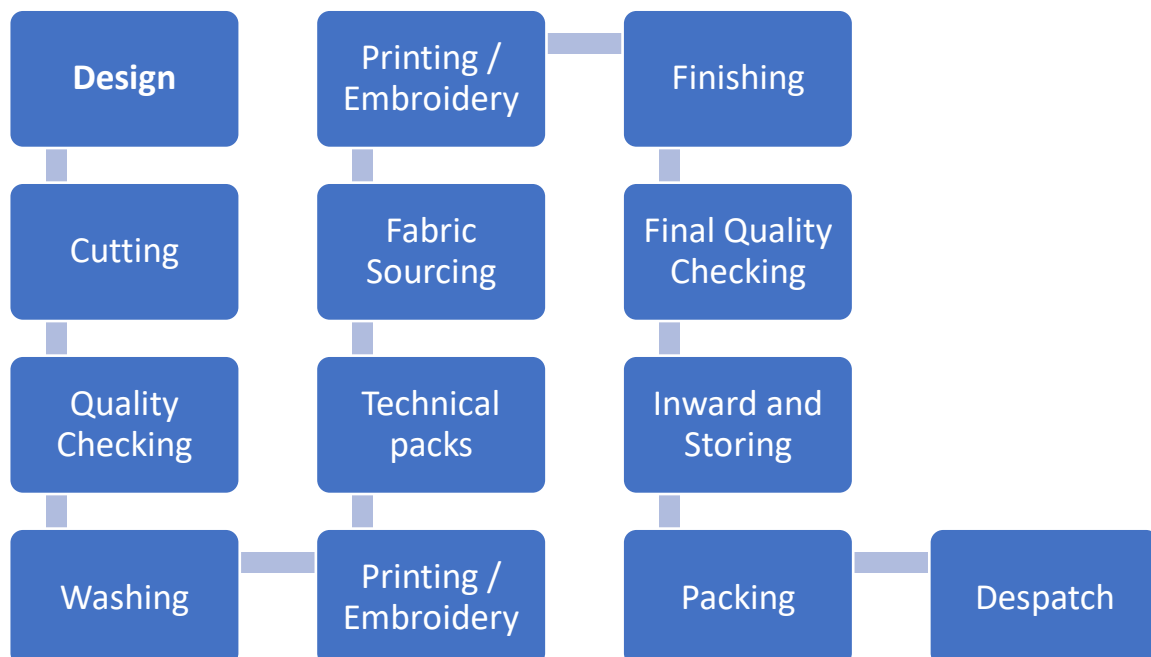 Design
Cutting
Quality
Checking
Washing
Printing /
Embroidery
Technical
packs
Fabric
Sourcing
Printing /
Embroidery
Finishing
Final Quality
Checking
Inward and
Storing
Packing
Despatch